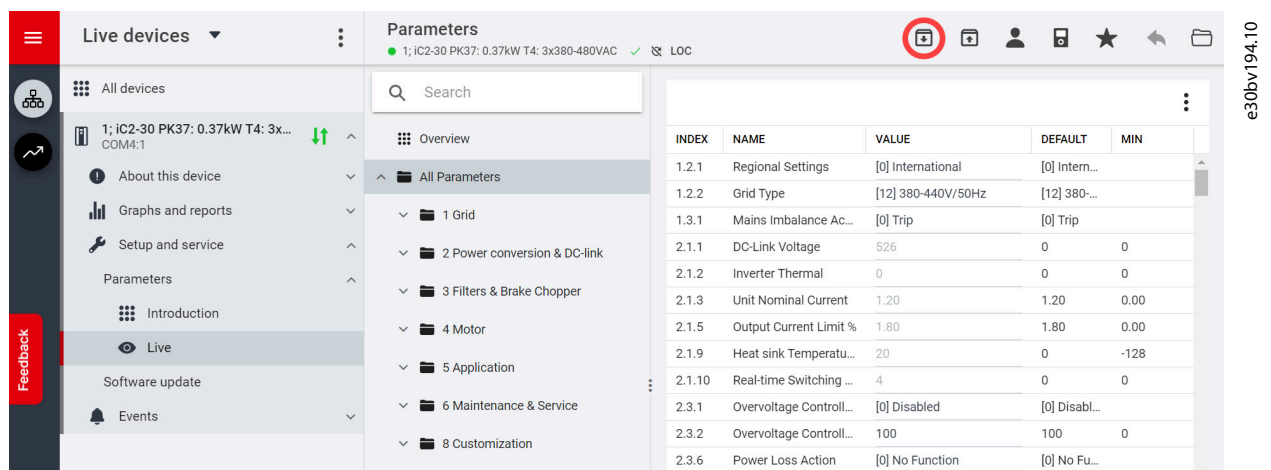 Live devices
Parameters
1; iC2-30 PK37: 0.37kW T4: 3x380-480VAC LOC
e30bv194.10
All devices
1; iC2-30 PK37: 0.37kW T4: 3x...
COM4:1
About this device
Graphs and reports
Setup and service
Parameters
Introduction
Live
Software update
Events
Feedback
Search
Overview
All Parameters
1 Grid
2 Power conversion & DC-link
3 Filters & Brake Chopper
4 Motor
5 Application
6 Maintenance & Service
8 Customization
INDEX NAME VALUE DEFAULT MIN
1.2.1 Regional Settings [0] International [0] Intern...
1.2.2 Grid Type [12] 380-440V/50Hz [12] 380-...
1.3.1 Mains Imbalance Ac... [0] Trip [0] Trip
2.1.1 DC-Link Voltage 526 0 0
2.1.2 Inverter Thermal 0 0 0
2.1.3 Unit Nominal Current 1.20 1.20 0.00
2.1.5 Output Current Limit % 1.80 1.80 0.00
2.1.9 Heat sink Temperatu... 20 0 -128
2.1.10 Real-time Switching ... 4 0 0
2.3.1 Overvoltage Controll... [0] Disabled [0] Disabl...
2.3.2 Overvoltage Controll... 100 100 0
2.3.6 Power Loss Action [0] No Function [0] No Fu...